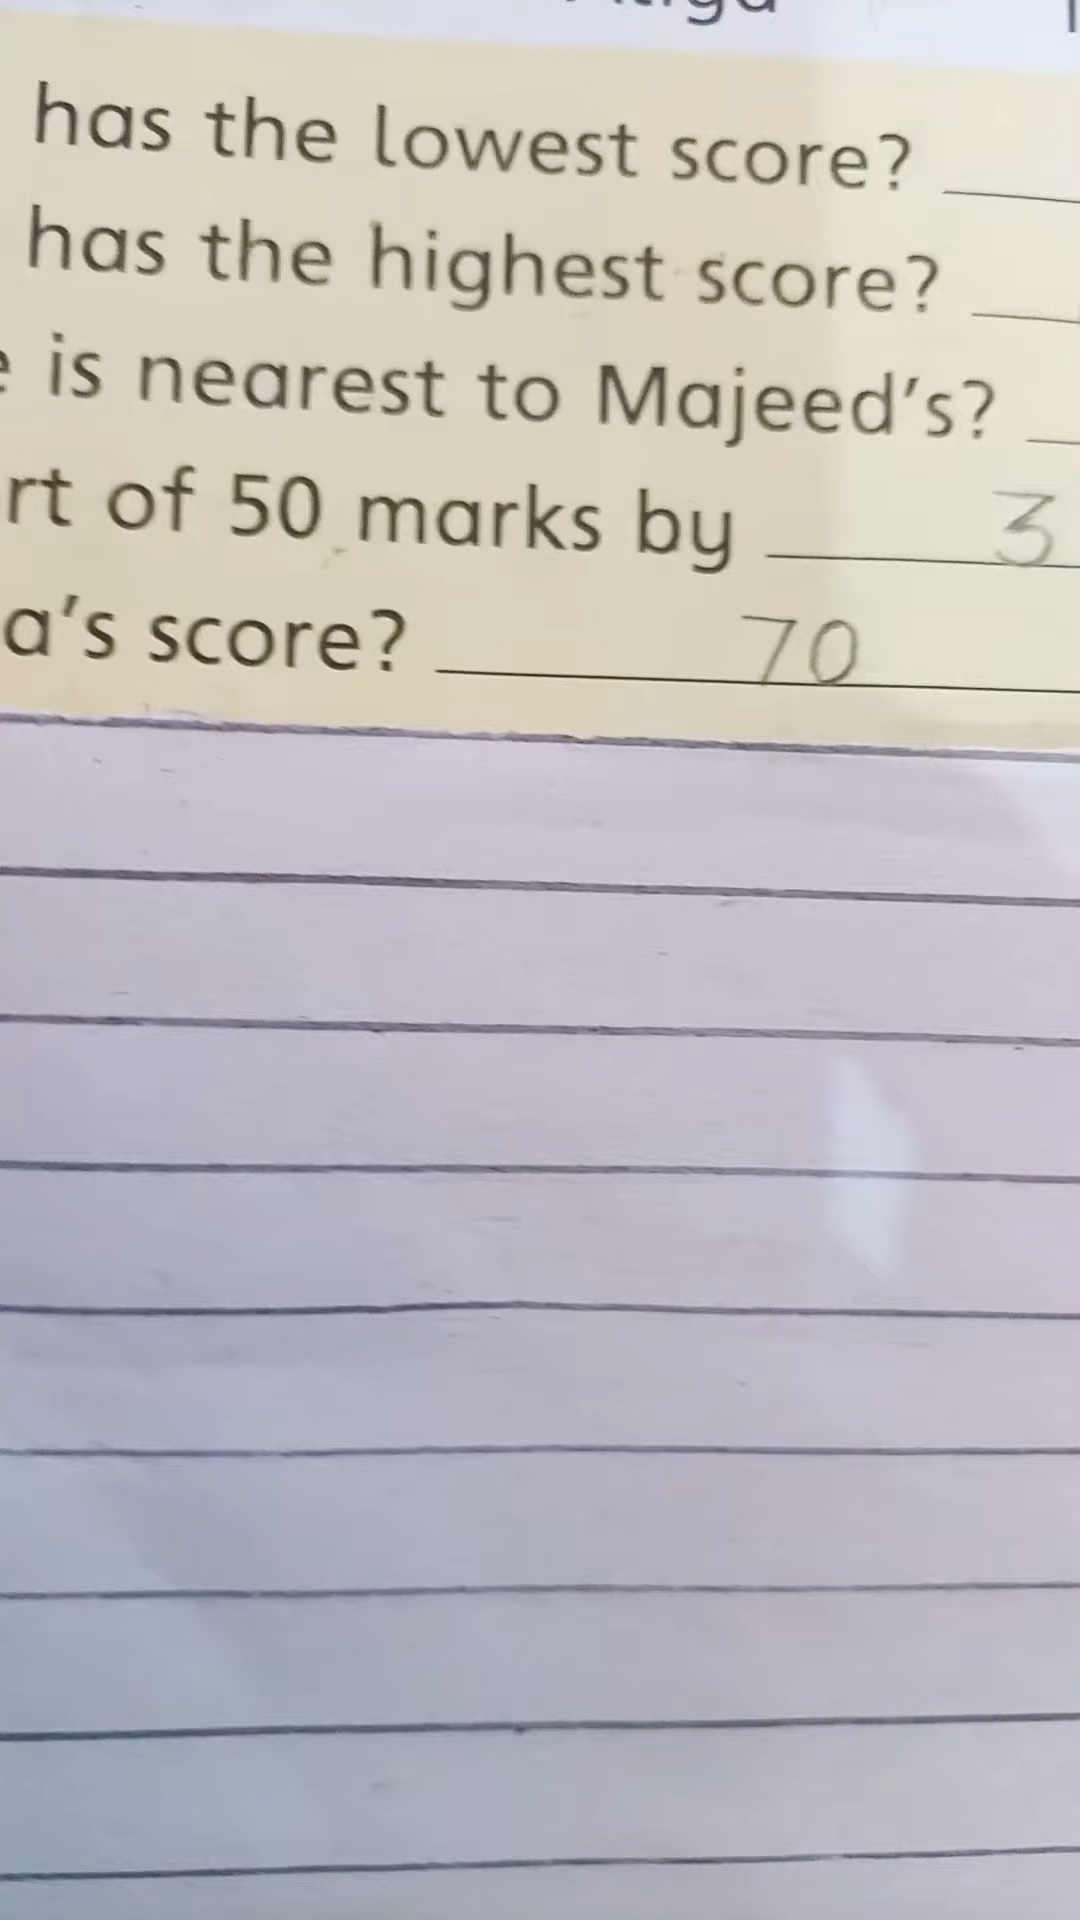 has the lowest score?
has the highest score?
is nearest to Majeed's?
rt of 50 marks by 3
a's score? 70